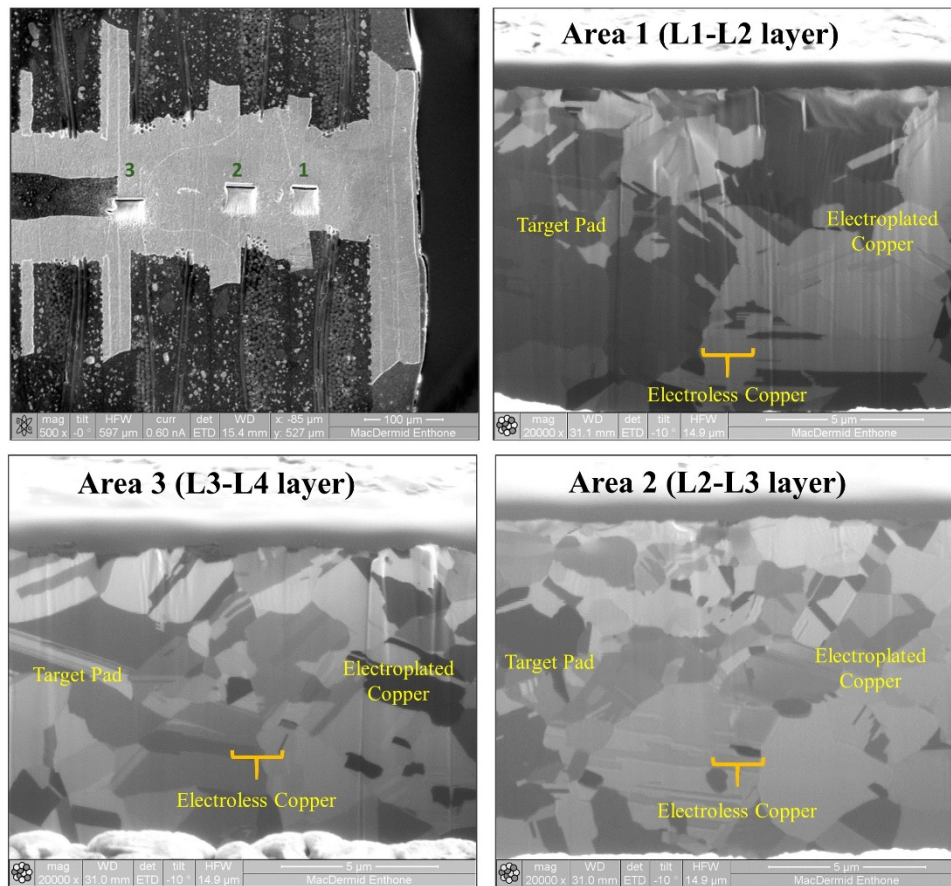 3
2
1
mag
tilt
HFW
curr
det
WD
x: -85 µm
y: 527 µm
500 x
-0 °
597 µm
0.60 nA
ETD
15.4 mm
100 µm
MacDermid Enthone
Area 1 (L1-L2 layer)
Target Pad
Electroplated
Copper
Electroless Copper
mag
WD
det
tilt
HFW
5 µm
20000 x
31.1 mm
ETD
-10 °
14.9 µm
MacDermid Enthone
Area 3 (L3-L4 layer)
Target Pad
Electroplated
Copper
Electroless Copper
mag
WD
det
tilt
HFW
5 µm
20000 x
31.0 mm
ETD
-10 °
14.9 µm
MacDermid Enthone
Area 2 (L2-L3 layer)
Target Pad
Electroplated
Copper
Electroless Copper
mag
WD
det
tilt
HFW
5 µm
20000 x
31.0 mm
ETD
-10 °
14.9 µm
MacDermid Enthone